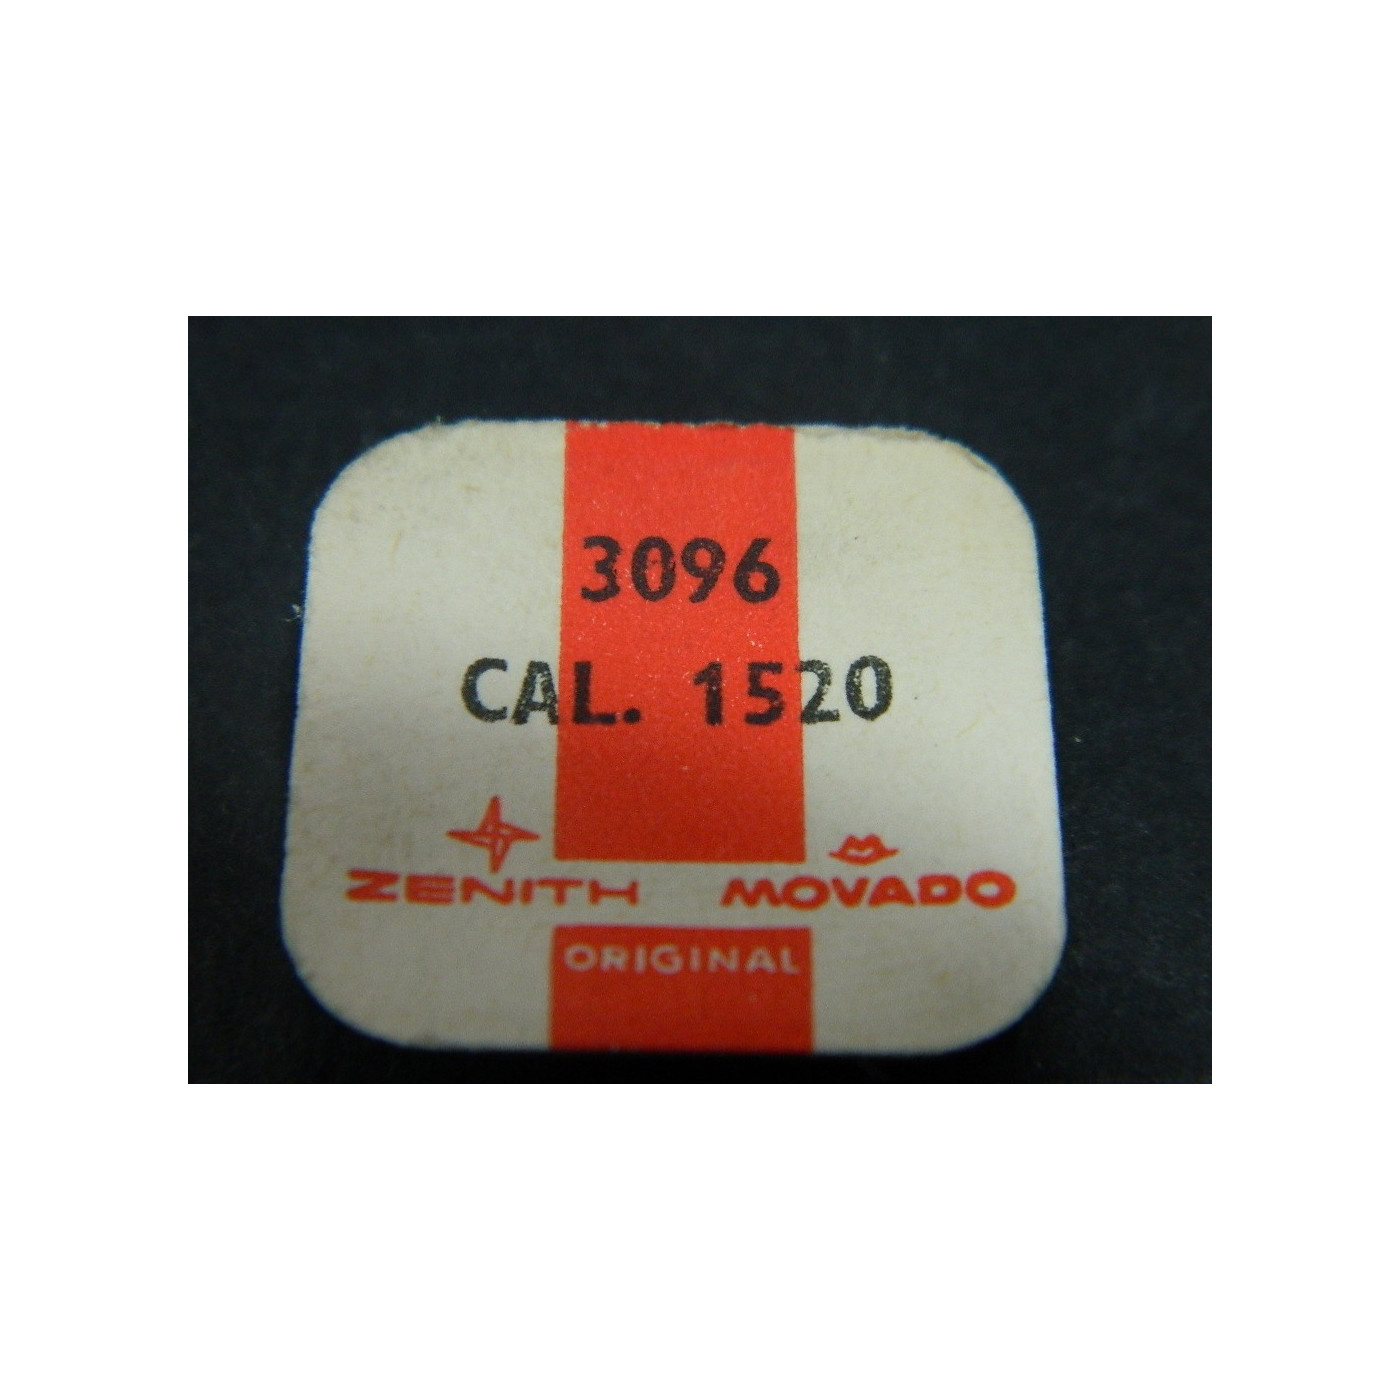 3096
CAL. 1520
ZENITH MOVADO
ORIGINAL